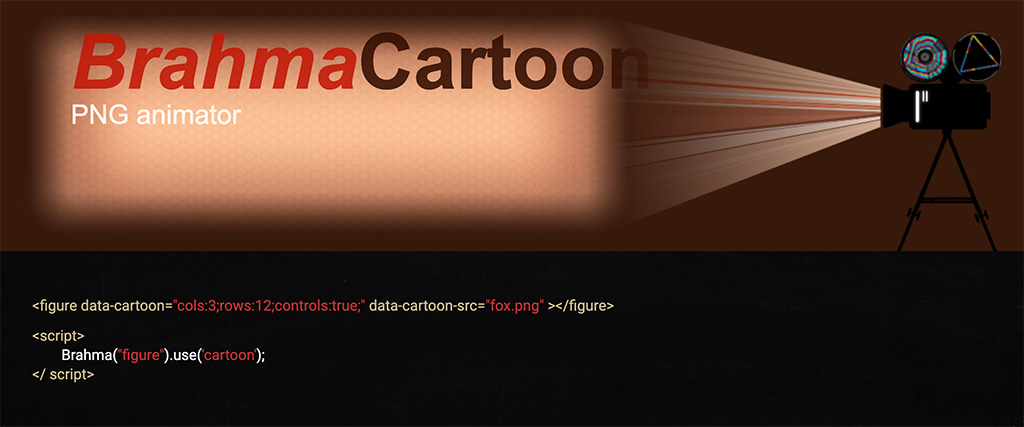 BrahmaCartoon
PNG animator
<figure data-cartoon="cols:3;rows:12;controls:true;" data-cartoon-src="fox.png" ></figure>
<script>
Brahma("figure").use('cartoon');
</ script>